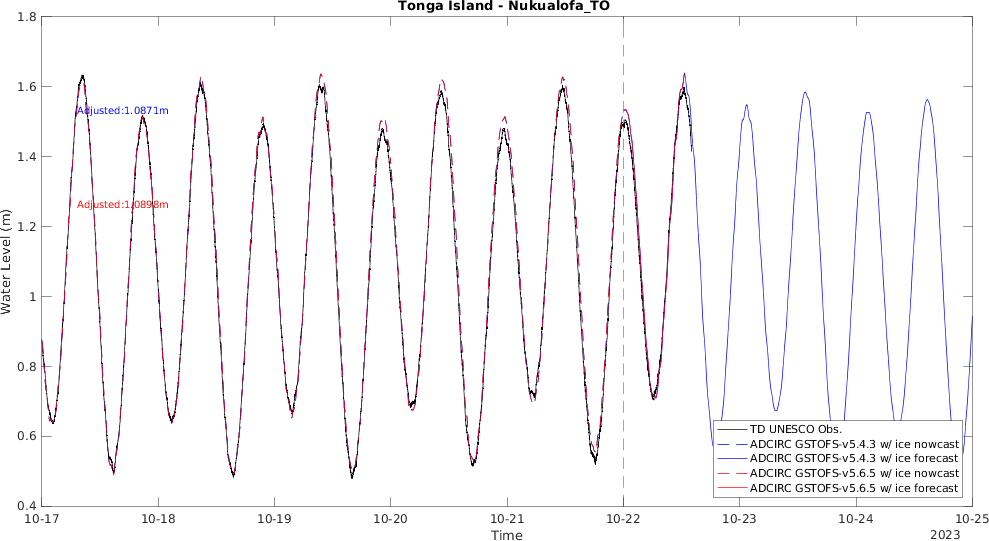 Tonga Island - Nukualofa_TO
Water Level (m)
1.8
1.6
1.4
1.2
1
0.8
0.6
0.4
Adjusted:1.0871m
Adjusted:1.0898m
TD UNESCO Obs.
ADCIRC GSTOFS-v5.4.3 w/ ice nowcast
ADCIRC GSTOFS-v5.4.3 w/ ice forecast
ADCIRC GSTOFS-v5.6.5 w/ ice nowcast
ADCIRC GSTOFS-v5.6.5 w/ ice forecast
10-17 10-18 10-19 10-20 10-21 10-22 10-23 10-24 10-25
Time
2023